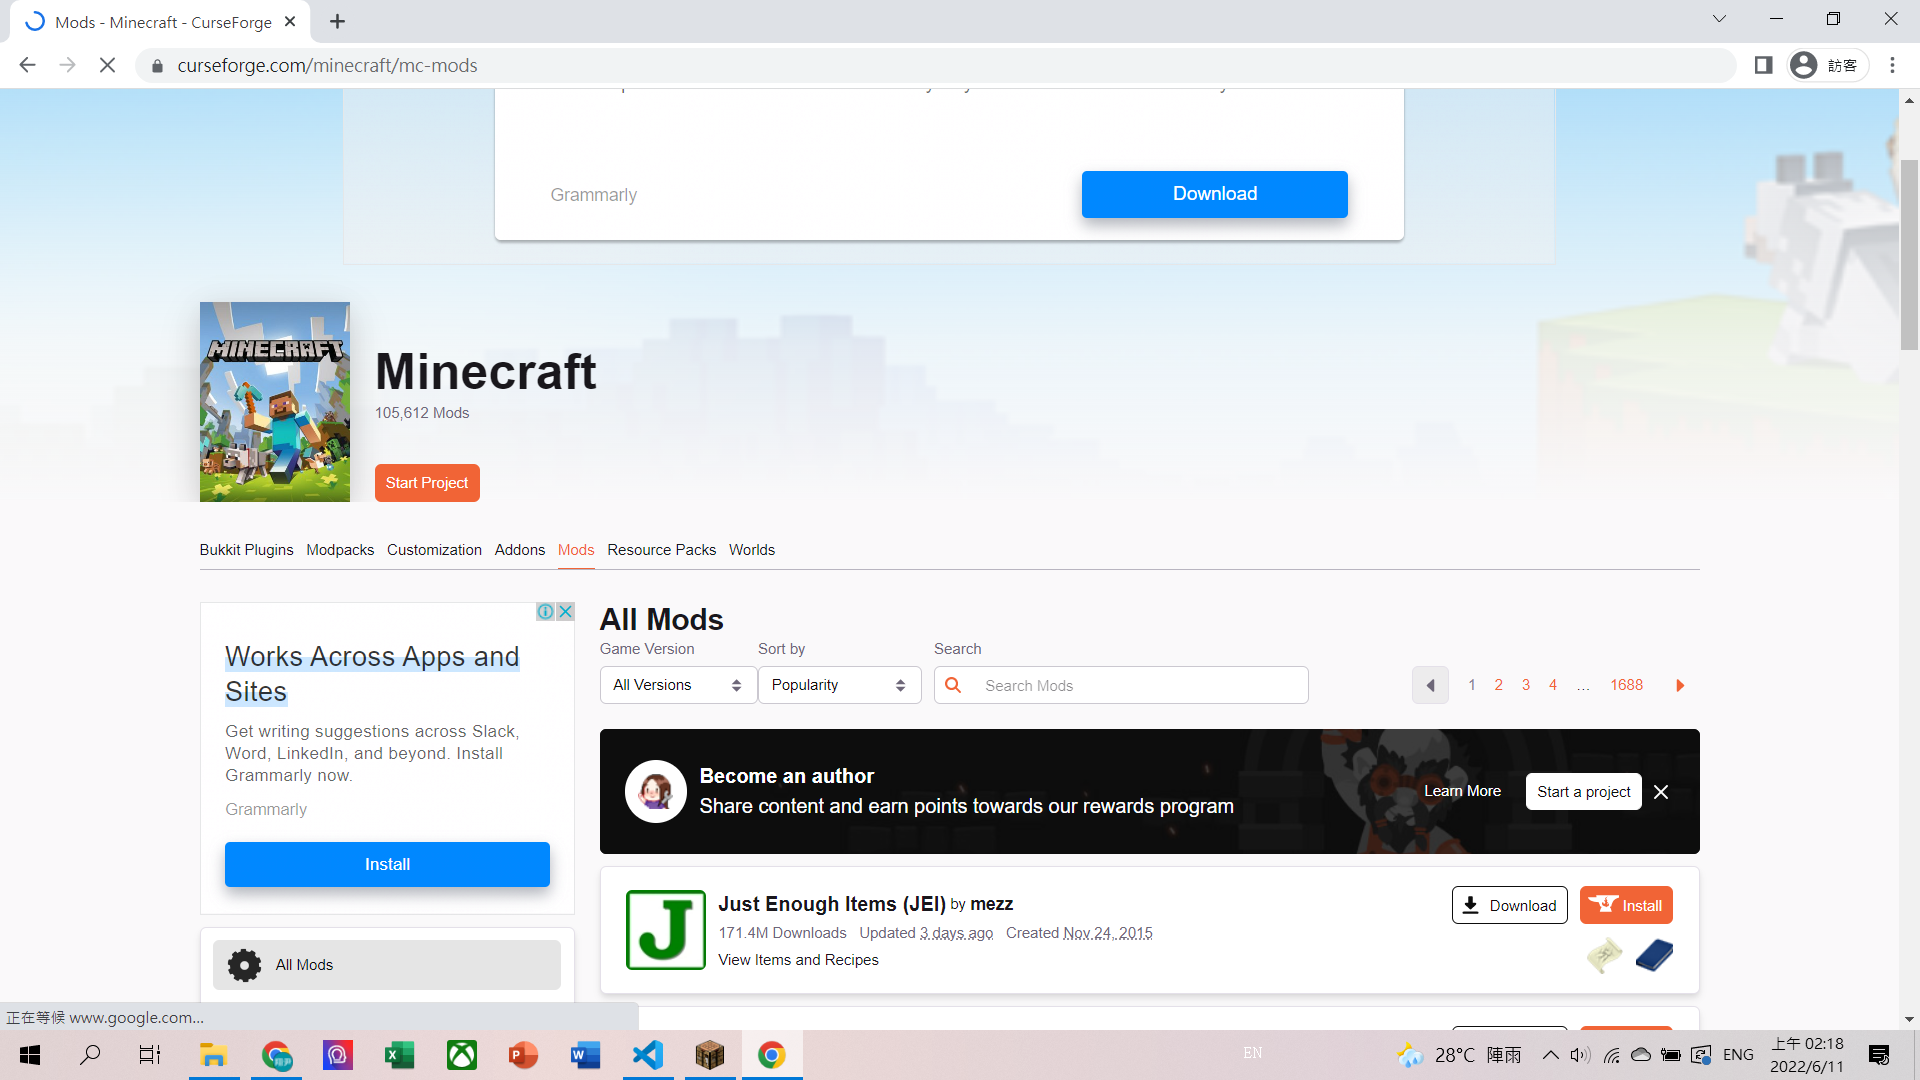 Mods - Minecraft - CurseForge
curseforge.com/minecraft/mc-mods
訪客
Grammarly
Download
MINECRAFT
Minecraft
105,612 Mods
Start Project
Bukkit Plugins Modpacks Customization Addons Mods Resource Packs Worlds
Works Across Apps and
Sites
Get writing suggestions across Slack,
Word, LinkedIn, and beyond. Install
Grammarly now.
Grammarly
Install
All Mods
All Mods
Game Version Sort by Search
All Versions Popularity Search Mods 1 2 3 4 ... 1688
Become an author
Share content and earn points towards our rewards program
Learn More Start a project
Just Enough Items (JEI) by mezz
171.4M Downloads Updated 3 days ago Created Nov 24, 2015
View Items and Recipes
Download Install
正在等候 www.google.com...
EN
28°C 陣雨
ENG
上午 02:18
2022/6/11